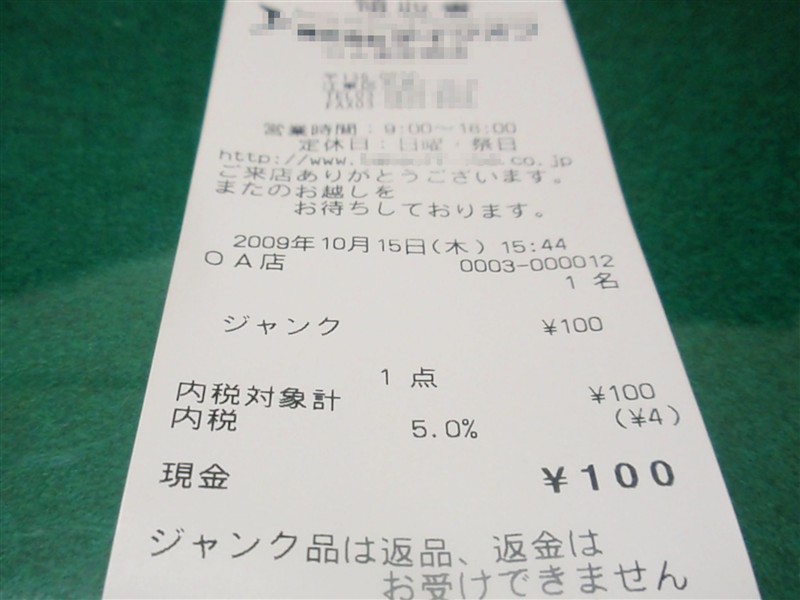 領収書
営業時間：9:00～16:00
定休日：日曜・祭日
http://www. .co.jp
ご来店ありがとうございます。
またのお越しを
お待ちしております。
2009年10月15日(木) 15:44
OA店 0003-000012
1名
ジャンク ¥100
1点
内税対象計 ¥100
内税 5.0% (¥4)
現金 ¥100
ジャンク品は返品、返金は
お受けできません